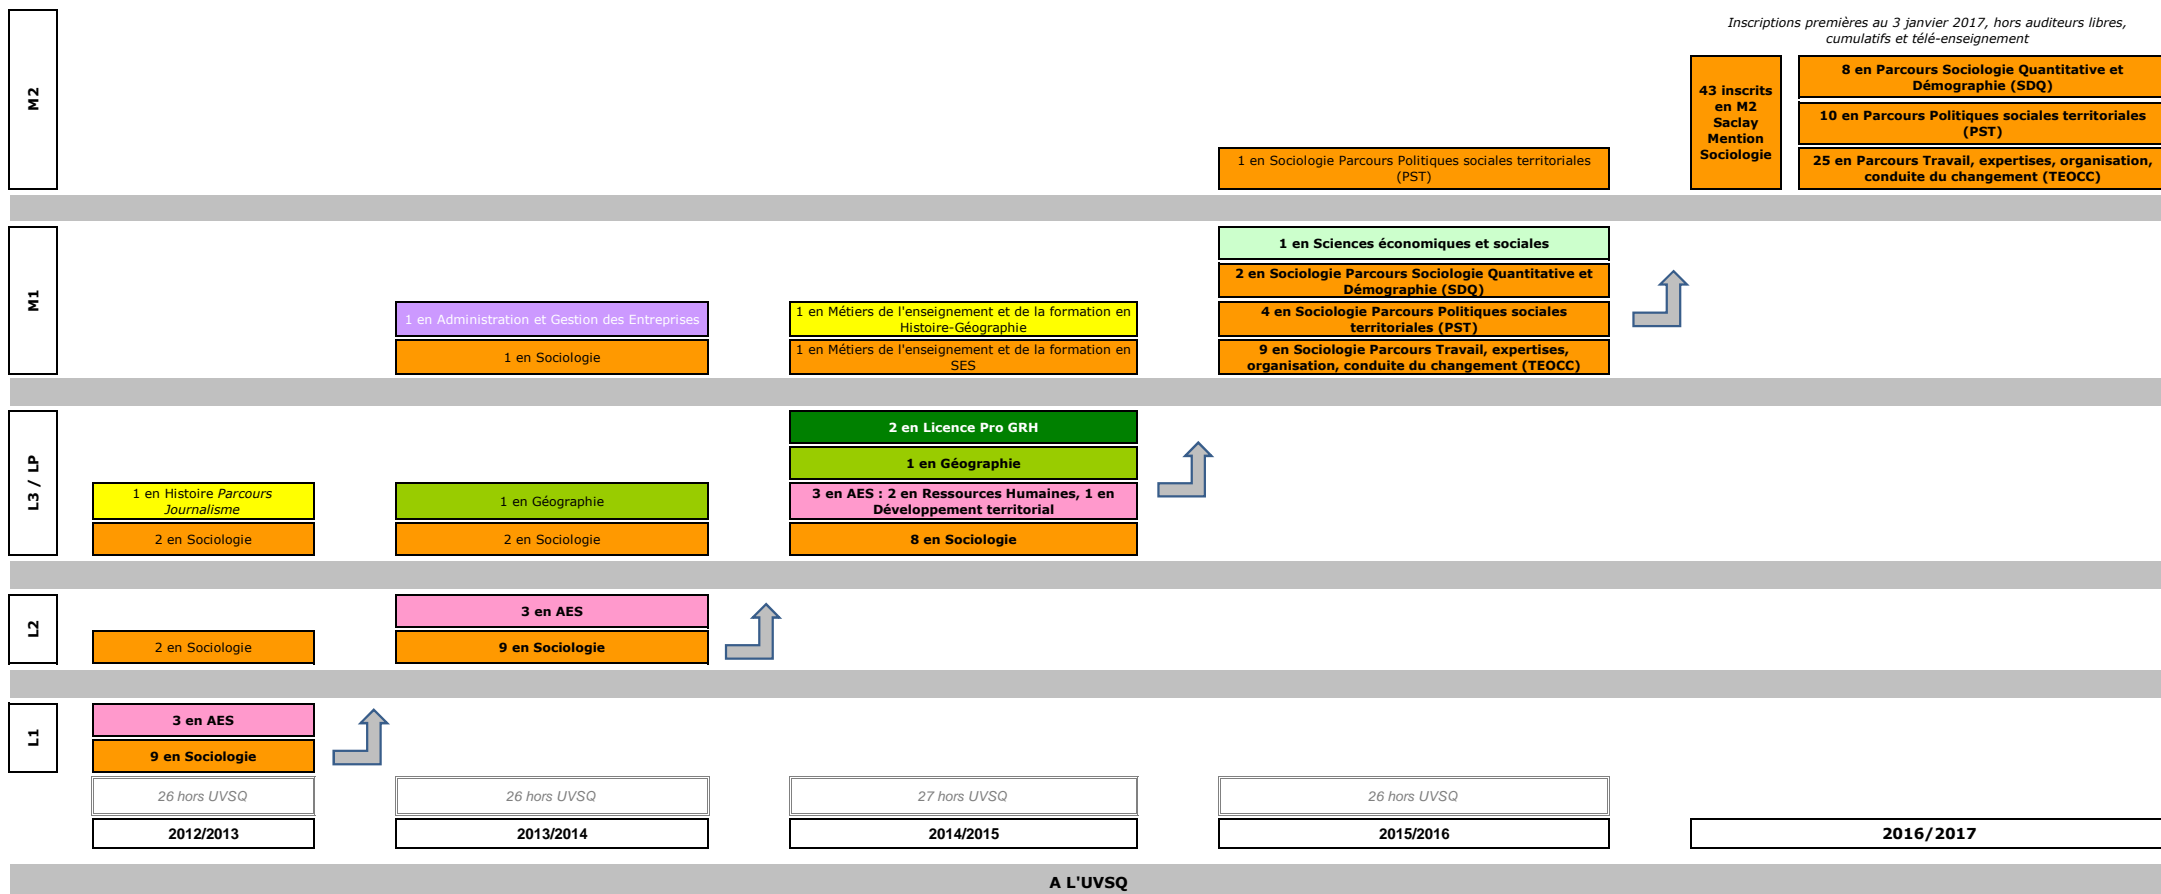 Inscriptions premières au 3 janvier 2017, hors auditeurs libres,
cumulatifs et télé-enseignement
M2
43 inscrits
en M2
Saclay
Mention
Sociologie
8 en Parcours Sociologie Quantitative et
Démographie (SDQ)
10 en Parcours Politiques sociales territoriales
(PST)
25 en Parcours Travail, expertises, organisation,
conduite du changement (TEOCC)
1 en Sociologie Parcours Politiques sociales territoriales
(PST)
M1
1 en Administration et Gestion des Entreprises
1 en Sociologie
1 en Métiers de l'enseignement et de la formation en
Histoire-Géographie
1 en Métiers de l'enseignement et de la formation en
SES
1 en Sciences économiques et sociales
2 en Sociologie Parcours Sociologie Quantitative et
Démographie (SDQ)
4 en Sociologie Parcours Politiques sociales
territoriales (PST)
9 en Sociologie Parcours Travail, expertises,
organisation, conduite du changement (TEOCC)
L3 / LP
1 en Histoire Parcours
Journalisme
2 en Sociologie
1 en Géographie
2 en Sociologie
2 en Licence Pro GRH
1 en Géographie
3 en AES : 2 en Ressources Humaines, 1 en
Développement territorial
8 en Sociologie
L2
2 en Sociologie
3 en AES
9 en Sociologie
L1
3 en AES
9 en Sociologie
26 hors UVSQ
26 hors UVSQ
27 hors UVSQ
26 hors UVSQ
2012/2013
2013/2014
2014/2015
2015/2016
2016/2017
A L'UVSQ